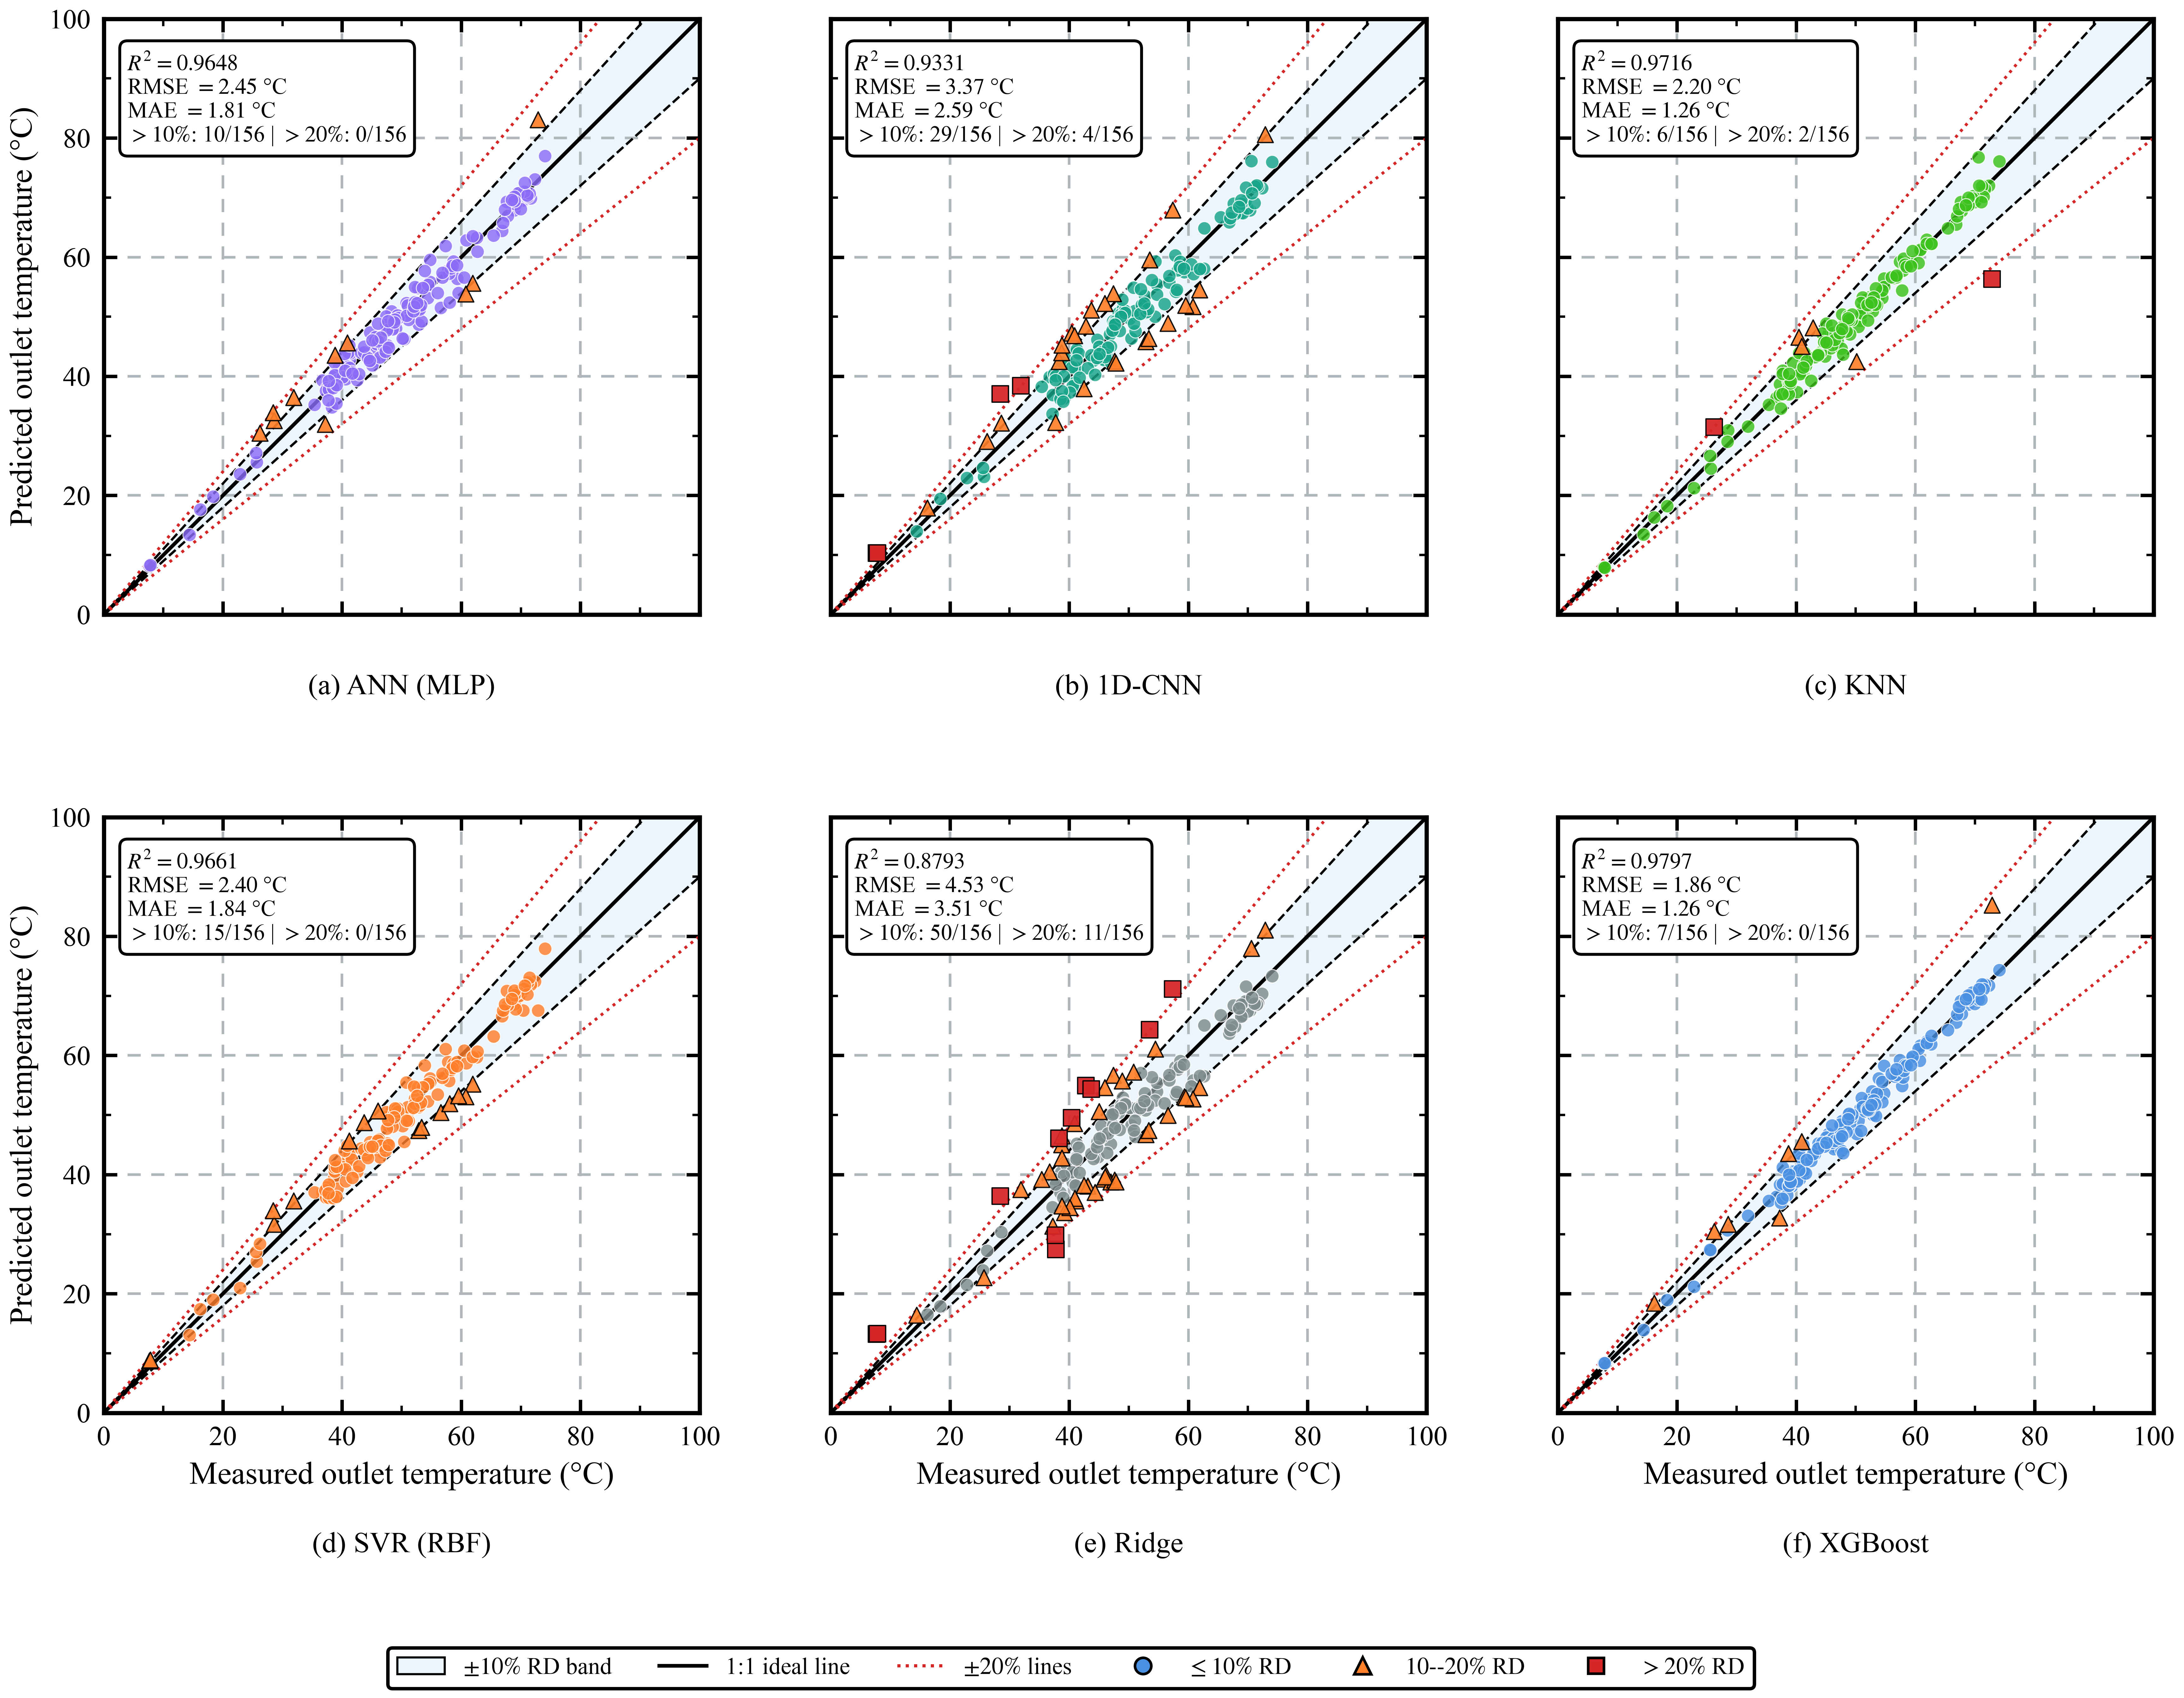 100
80
60
40
20
0
Predicted outlet temperature (°C)
R² = 0.9648
RMSE = 2.45 °C
MAE = 1.81 °C
> 10%: 10/156 | > 20%: 0/156
(a) ANN (MLP)
R² = 0.9331
RMSE = 3.37 °C
MAE = 2.59 °C
> 10%: 29/156 | > 20%: 4/156
(b) 1D-CNN
R² = 0.9716
RMSE = 2.20 °C
MAE = 1.26 °C
> 10%: 6/156 | > 20%: 2/156
(c) KNN
100
80
60
40
20
0
Predicted outlet temperature (°C)
R² = 0.9661
RMSE = 2.40 °C
MAE = 1.84 °C
> 10%: 15/156 | > 20%: 0/156
0 20 40 60 80 100
Measured outlet temperature (°C)
(d) SVR (RBF)
R² = 0.8793
RMSE = 4.53 °C
MAE = 3.51 °C
> 10%: 50/156 | > 20%: 11/156
0 20 40 60 80 100
Measured outlet temperature (°C)
(e) Ridge
R² = 0.9797
RMSE = 1.86 °C
MAE = 1.26 °C
> 10%: 7/156 | > 20%: 0/156
0 20 40 60 80 100
Measured outlet temperature (°C)
(f) XGBoost
±10% RD band 1:1 ideal line ±20% lines ≤ 10% RD 10--20% RD > 20% RD